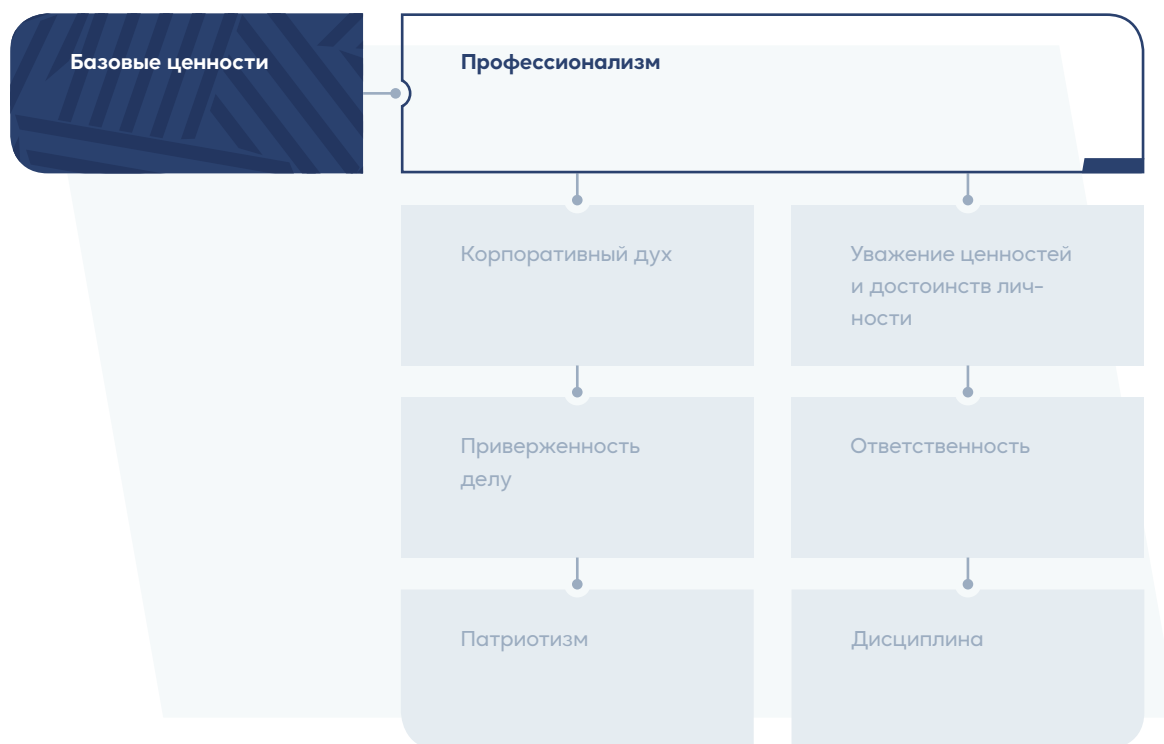 Базовые ценности
Профессионализм
Корпоративный дух
Уважение ценностей
и достоинств лич-
ности
Приверженность
делу
Ответственность
Патриотизм
Дисциплина